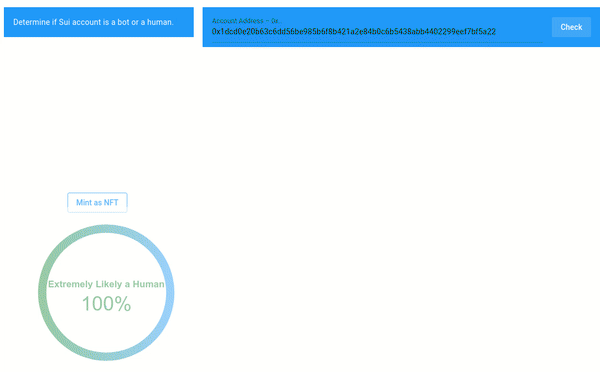 Determine if Sui account is a bot or a human.
Account Address - 0x...
Check
Mint as NFT
Extremely Likely a Human
100%